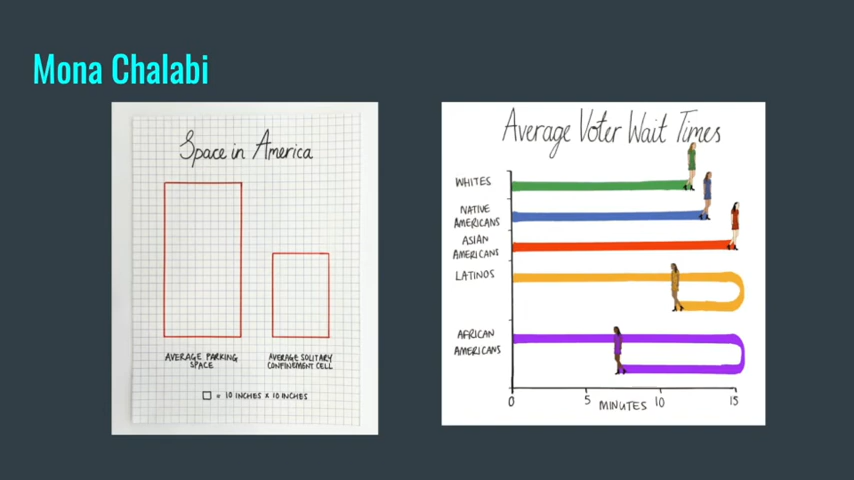 Mona Chalabi
Space in America
AVERAGE PARKING
SPACE
AVERAGE SOLITARY
CONFINEMENT CELL
= 10 INCHES X 10 INCHES
Average Voter Wait Times
WHITES
NATIVE
AMERICANS
ASIAN
AMERICANS
LATINOS
AFRICAN
AMERICANS
0 5 10 15
MINUTES